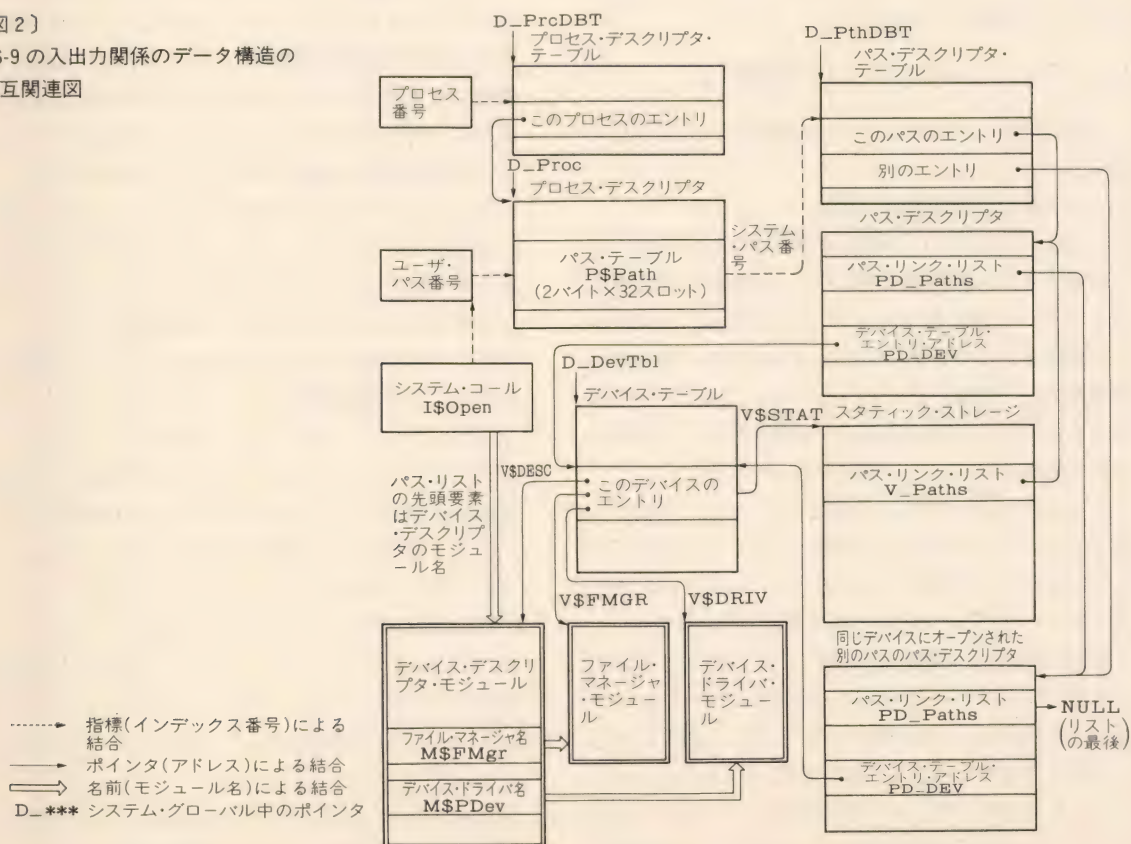 図2〕
S-9の入出力関係のデータ構造の
互関連図
D_PrcDBT
プロセス・デスクリプタ・
テーブル
プロセス
番号
このプロセスのエントリ
D_Proc
プロセス・デスクリプタ
ユーザ・
パス番号
パス・テーブル
P$Path
(2バイト×32スロット)
システム
・パス番
号
D_PthDBT
パス・デスクリプタ・
テーブル
このパスのエントリ
別のエントリ
パス・デスクリプタ
パス・リンク・リスト
PD_Paths
デバイス・テーブル・
エントリ・アドレス
PD_DEV
システム・コール
I$Open
D_DevTbl
デバイス・テーブル
V$STAT
スタティック・ストレージ
V$DESC
このデバイスの
エントリ
パス・リンク・リスト
V_Paths
パス・リスト
の先頭要素
はデバイス
・デスクリプ
タのモジュ
ール名
V$FMGR
V$DRIV
デバイス・デスクリ
プタ・モジュール
ファイル・マネージャ名
M$FMgr
デバイス・ドライバ名
M$PDev
ファイル・
マネージャ
・モジュー
ル
デバイス・
ドライバ・
モジュール
同じデバイスにオープンされた
別のパスのパス・デスクリプタ
パス・リンク・リスト
PD_Paths
NULL
(リスト
の最後)
デバイス・テーブル・
エントリ・アドレス
PD_DEV
指標(インデックス番号)による
結合
ポインタ(アドレス)による結合
名前(モジュール名)による結合
D_*** システム・グローバル中のポインタ